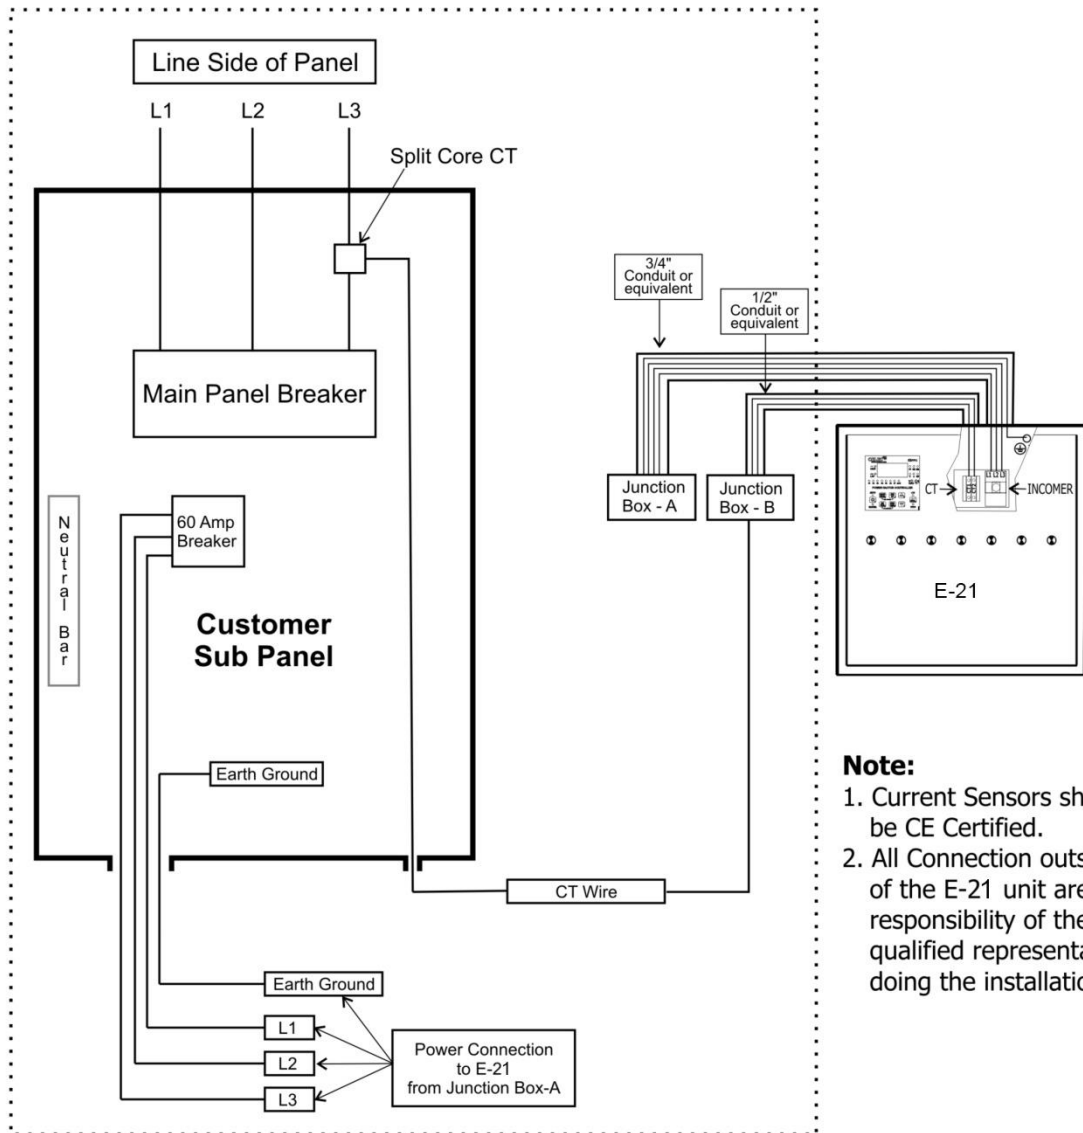 Line Side of Panel
L1 L2 L3
Split Core CT
3/4"
Conduit or
equivalent
1/2"
Conduit or
equivalent
Main Panel Breaker
Junction
Box - A
Junction
Box - B
CT
INCOMER
E-21
Neutral Bar
60 Amp
Breaker
Customer
Sub Panel
Earth Ground
CT Wire
Earth Ground
L1
L2
L3
Power Connection
to E-21
from Junction Box-A
Note:
1. Current Sensors sh
be CE Certified.
2. All Connection outs
of the E-21 unit are
responsibility of the
qualified representa
doing the installatio